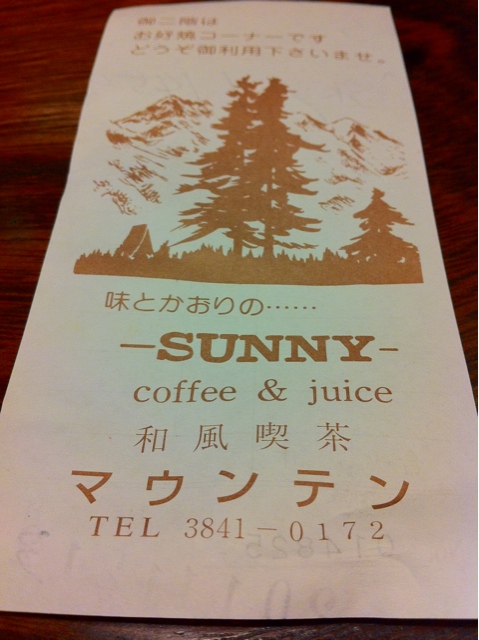 御二階は
お好焼コーナーです
どうぞ御利用下さいませ。
味とかおりの……
-SUNNY-
coffee & juice
和風喫茶
マウンテン
TEL 3841-0172